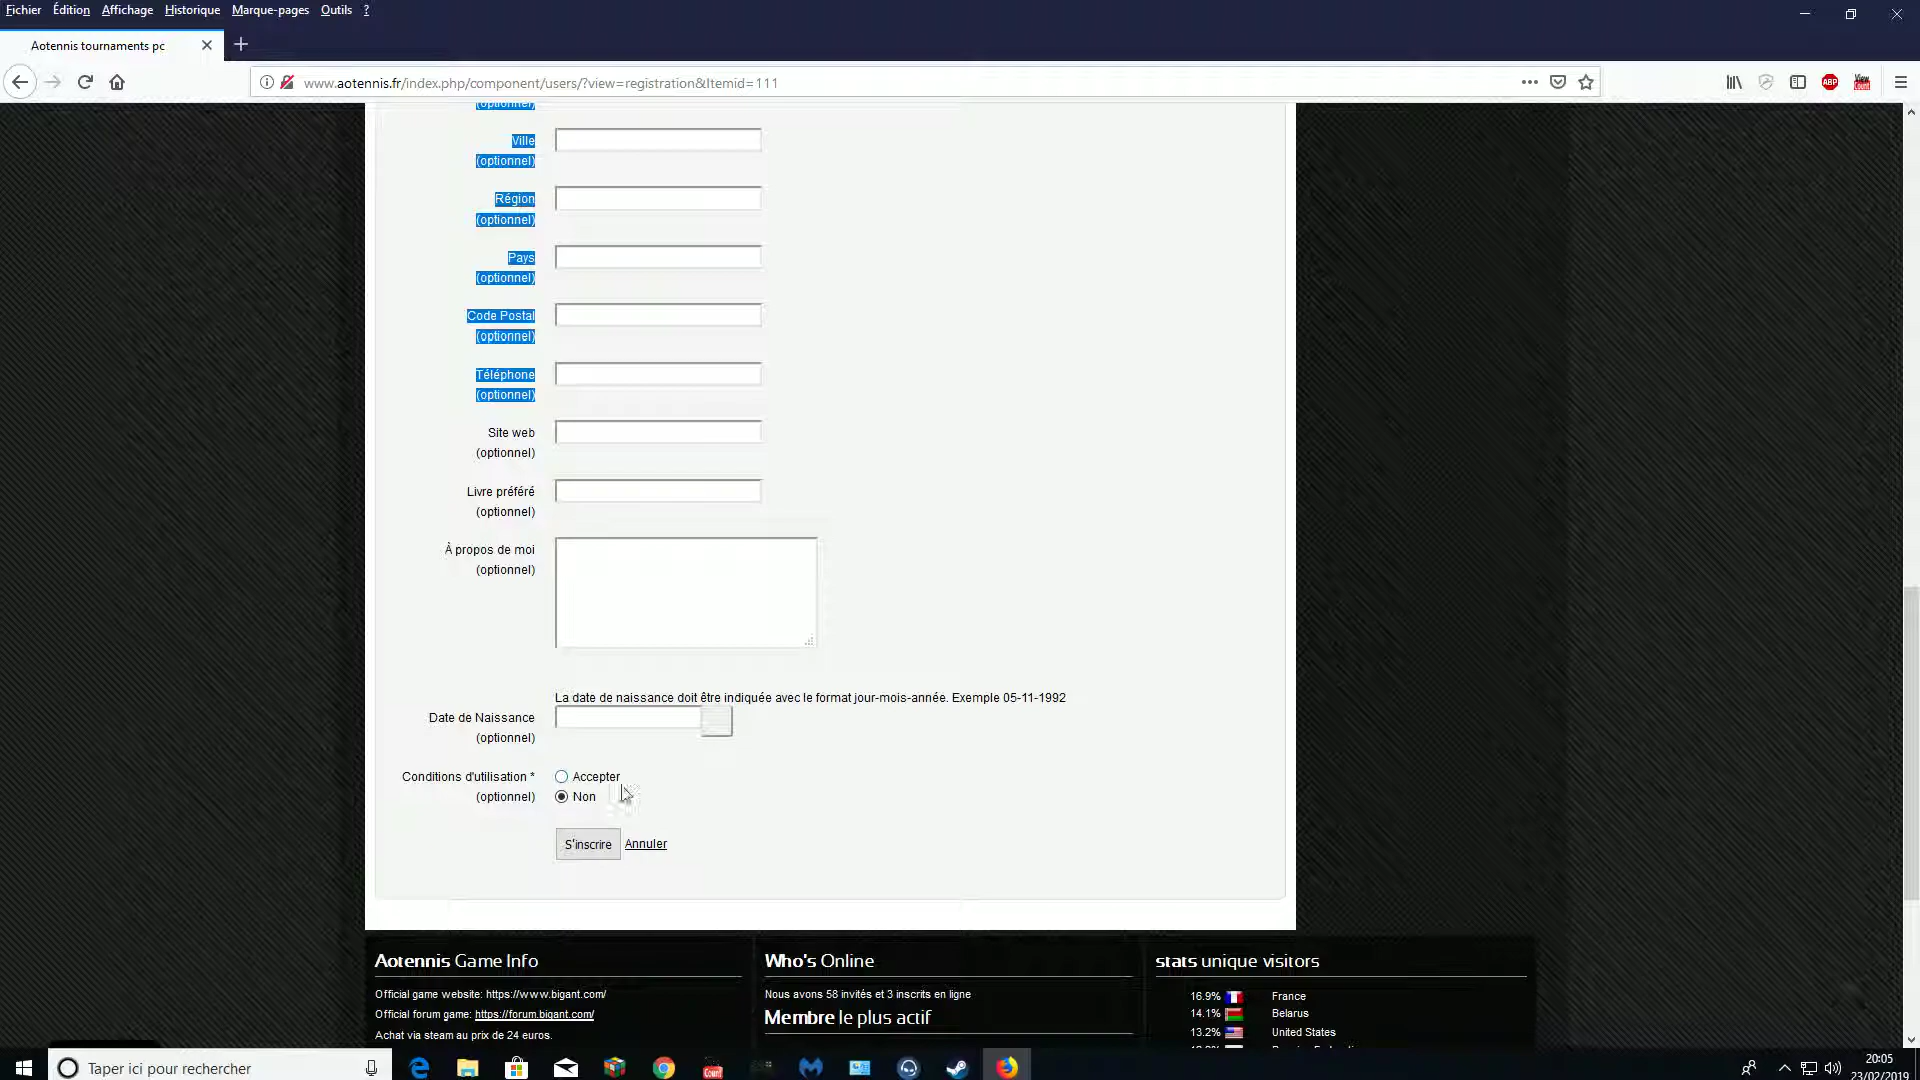 Fichier Édition Affichage Historique Marque-pages Outils ?
Aotennis tournaments pc
www.aotennis.fr/index.php/component/users/?view=registration&Itemid=111
(optionnel)
Ville
(optionnel)
Région
(optionnel)
Pays
(optionnel)
Code Postal
(optionnel)
Téléphone
(optionnel)
Site web
(optionnel)
Livre préféré
(optionnel)
À propos de moi
(optionnel)
La date de naissance doit être indiquée avec le format jour-mois-année. Exemple 05-11-1992
Date de Naissance
(optionnel)
Conditions d'utilisation * Accepter
(optionnel) Non
S'inscrire Annuler
Aotennis Game Info
Official game website: https://www.bigant.com/
Official forum game: https://forum.bigant.com/
Achat via steam au prix de 24 euros.
Who's Online
Nous avons 58 invités et 3 inscrits en ligne
Membre le plus actif
stats unique visitors
16.9% France
14.1% Belarus
13.2% United States
Taper ici pour rechercher
20:05
23/02/2019